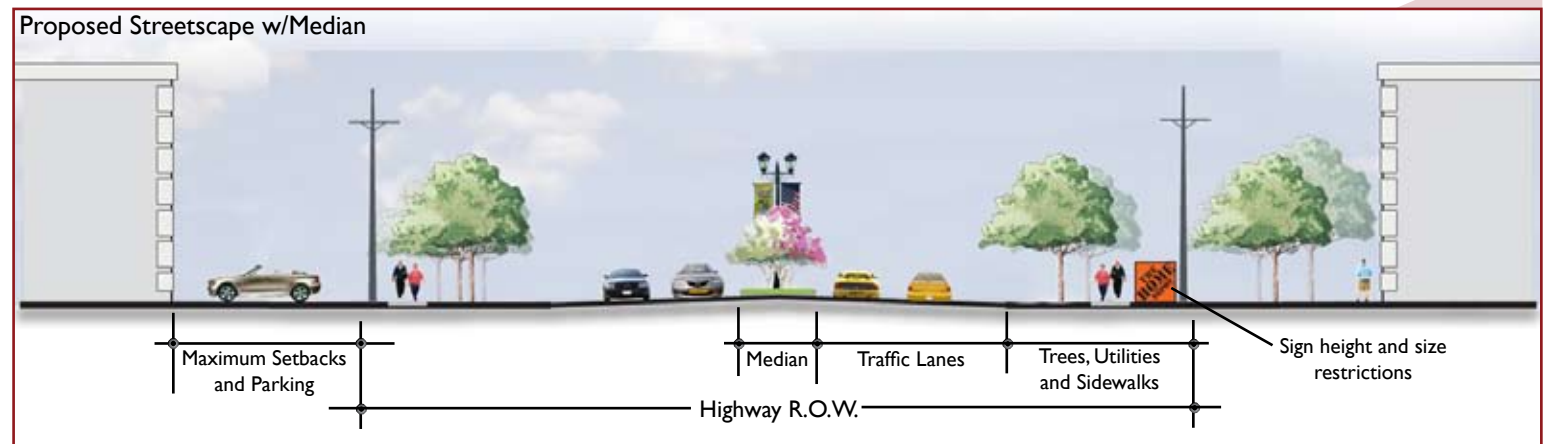 Proposed Streetscape w/Median
Maximum Setbacks
and Parking
Median
Traffic Lanes
Trees, Utilities
and Sidewalks
Sign height and size
restrictions
Highway R.O.W.
HOME